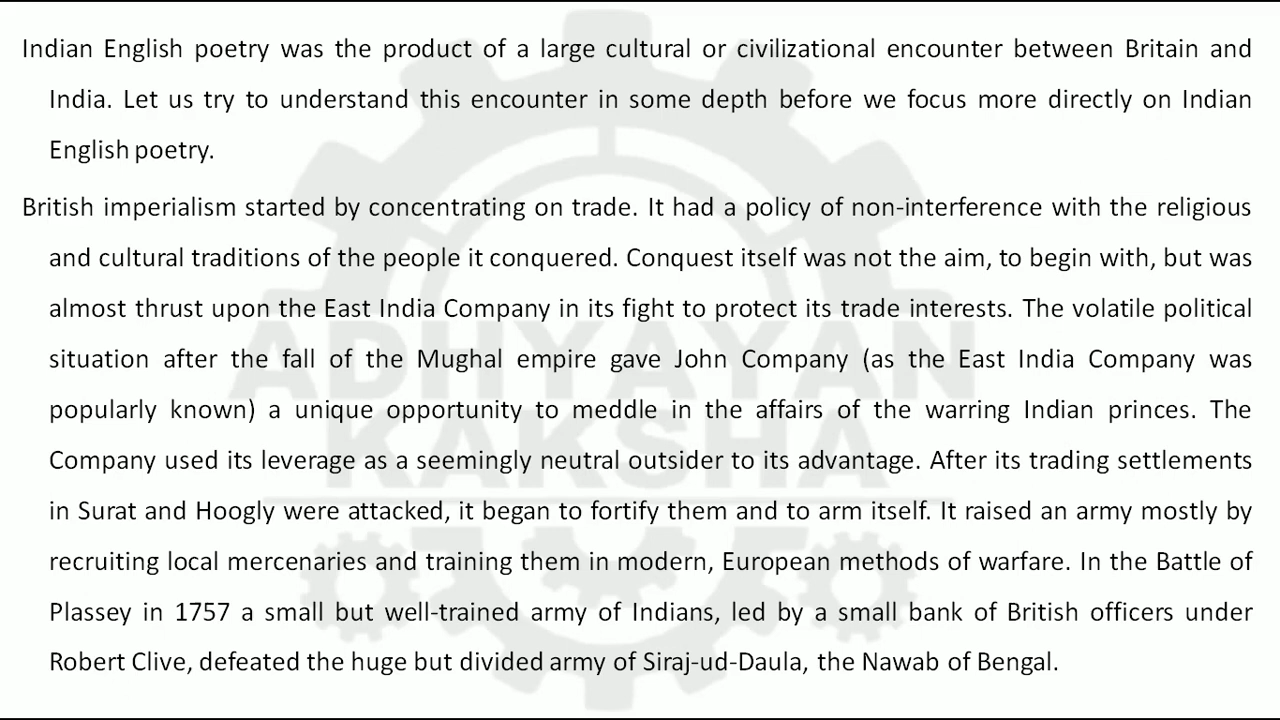 Indian English poetry was the product of a large cultural or civilizational encounter between Britain and
India. Let us try to understand this encounter in some depth before we focus more directly on Indian
English poetry.
British imperialism started by concentrating on trade. It had a policy of non-interference with the religious
and cultural traditions of the people it conquered. Conquest itself was not the aim, to begin with, but was
almost thrust upon the East India Company in its fight to protect its trade interests. The volatile political
situation after the fall of the Mughal empire gave John Company (as the East India Company was
popularly known) a unique opportunity to meddle in the affairs of the warring Indian princes. The
Company used its leverage as a seemingly neutral outsider to its advantage. After its trading settlements
in Surat and Hoogly were attacked, it began to fortify them and to arm itself. It raised an army mostly by
recruiting local mercenaries and training them in modern, European methods of warfare. In the Battle of
Plassey in 1757 a small but well-trained army of Indians, led by a small bank of British officers under
Robert Clive, defeated the huge but divided army of Siraj-ud-Daula, the Nawab of Bengal.
ADHYAYAN
KAKSHA